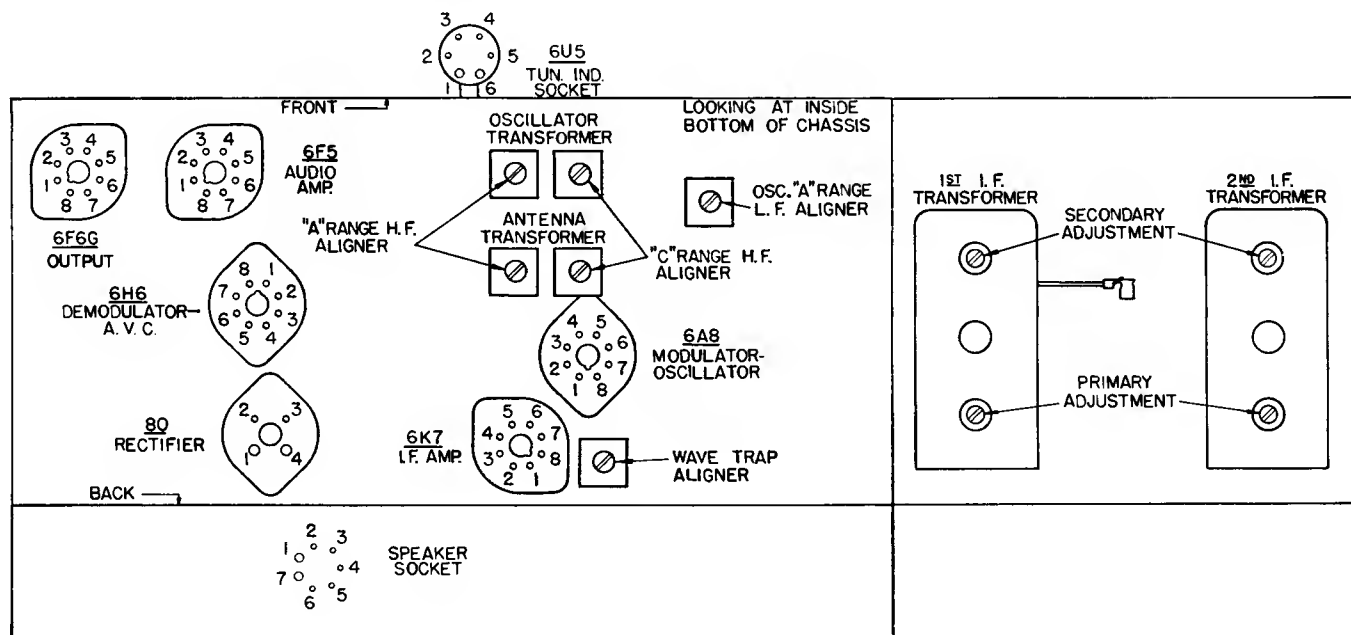 3 4
2 5
1 6
6U5
TUN. IND.
SOCKET
FRONT
LOOKING AT INSIDE
BOTTOM OF CHASSIS
3 4
2 5
1 6
8 7
6F6G
OUTPUT
3 4
2 5
1 6
8 7
6F5
AUDIO
AMP.
OSCILLATOR
TRANSFORMER
"A" RANGE H.F.
ALIGNER
ANTENNA
TRANSFORMER
"C" RANGE H.F.
ALIGNER
OSC. "A" RANGE
L. F. ALIGNER
8 1
7 2
6 3
5 4
6H6
DEMODULATOR
A. V. C.
4 5
3 6
2 7
1 8
6A8
MODULATOR-
OSCILLATOR
2 3
1 4
80
RECTIFIER
5 6
4 7
3 8
2 1
6K7
I.F. AMP.
WAVE TRAP
ALIGNER
BACK
2 3
1 4
7 5
6
SPEAKER
SOCKET
1ST I. F.
TRANSFORMER
2ND I. F.
TRANSFORMER
SECONDARY
ADJUSTMENT
PRIMARY
ADJUSTMENT